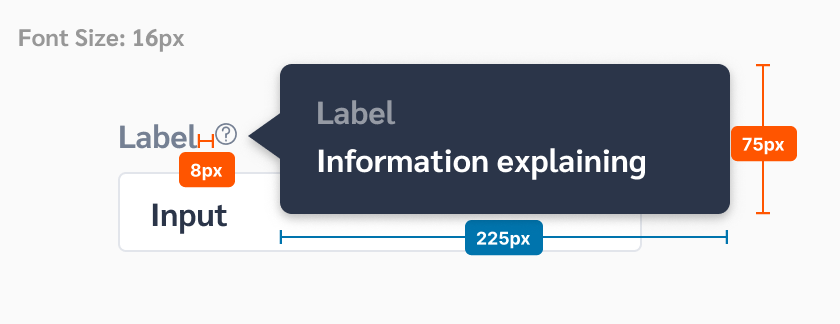 Font Size: 16px
Label
Label
Information explaining
75px
8px
Input
225px